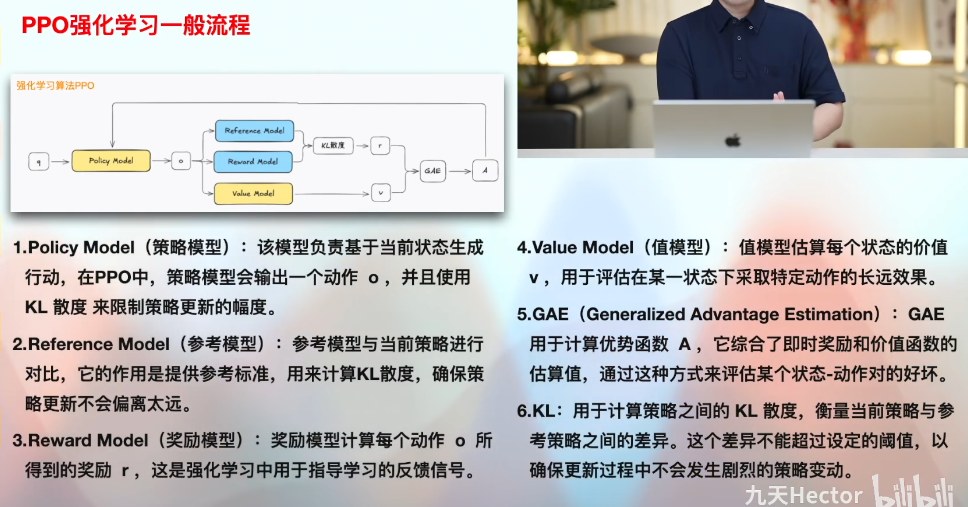 PPO强化学习一般流程
强化学习算法PPO
q
Policy Model
o
Reference Model
Reward Model
Value Model
KL散度
r
v
GAE
A
1.Policy Model（策略模型）：该模型负责基于当前状态生成
行动，在PPO中，策略模型会输出一个动作 o ，并且使用
KL 散度 来限制策略更新的幅度。
2.Reference Model（参考模型）：参考模型与当前策略进行
对比，它的作用是提供参考标准，用来计算KL散度，确保策
略更新不会偏离太远。
3.Reward Model（奖励模型）：奖励模型计算每个动作 o 所
得到的奖励 r ，这是强化学习中用于指导学习的反馈信号。
4.Value Model（值模型）：值模型估算每个状态的价值
v ，用于评估在某一状态下采取特定动作的长远效果。
5.GAE（Generalized Advantage Estimation）：GAE
用于计算优势函数 A ，它综合了即时奖励和价值函数的
估算值，通过这种方式来评估某个状态-动作对的好坏。
6.KL：用于计算策略之间的 KL 散度，衡量当前策略与参
考策略之间的差异。这个差异不能超过设定的阈值，以
确保更新过程中不会发生剧烈的策略变动。
九天Hector bilibili